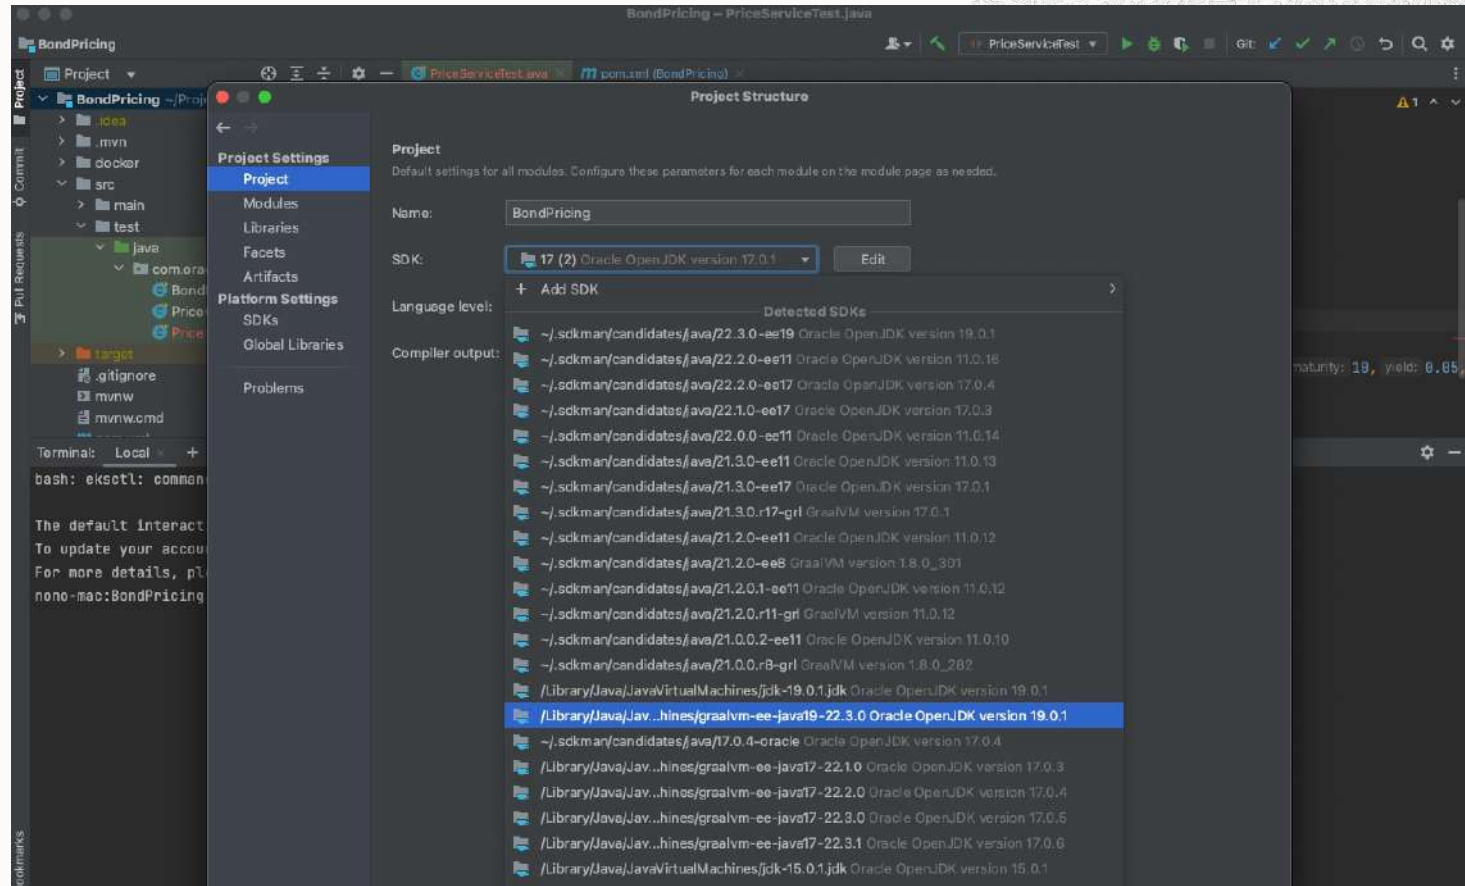 BondPricing – PriceServiceTest.java
BondPricing
PriceServiceTest
Git:
Project
PriceServiceTest.java
pom.xml (BondPricing)
Project
Commit
Pull Requests
BondPricing ~/Proj
.idea
.mvn
docker
src
main
test
java
com.ora
Bond
Price
Price
target
.gitignore
mvnw
mvnw.cmd
1
maturity: 10, yield: 0.05,
Project Structure
Project Settings
Project
Modules
Libraries
Facets
Artifacts
Platform Settings
SDKs
Global Libraries
Problems
Project
Default settings for all modules. Configure these parameters for each module on the module page as needed.
Name: BondPricing
SDK: 17 (2) Oracle OpenJDK version 17.0.1 Edit
Language level:
Compiler output:
+ Add SDK
Detected SDKs
~/.sdkman/candidates/java/22.3.0-ee19 Oracle OpenJDK version 19.0.1
~/.sdkman/candidates/java/22.2.0-ee11 Oracle OpenJDK version 11.0.16
~/.sdkman/candidates/java/22.2.0-ee17 Oracle OpenJDK version 17.0.4
~/.sdkman/candidates/java/22.1.0-ee17 Oracle OpenJDK version 17.0.3
~/.sdkman/candidates/java/22.0.0-ee11 Oracle OpenJDK version 11.0.14
~/.sdkman/candidates/java/21.3.0-ee11 Oracle OpenJDK version 11.0.13
~/.sdkman/candidates/java/21.3.0-ee17 Oracle OpenJDK version 17.0.1
~/.sdkman/candidates/java/21.3.0.r17-grl GraalVM version 17.0.1
~/.sdkman/candidates/java/21.2.0-ee11 Oracle OpenJDK version 11.0.12
~/.sdkman/candidates/java/21.2.0-ee8 GraalVM version 1.8.0_301
~/.sdkman/candidates/java/21.2.0.1-ee11 Oracle OpenJDK version 11.0.12
~/.sdkman/candidates/java/21.2.0.r11-grl GraalVM version 11.0.12
~/.sdkman/candidates/java/21.0.0.2-ee11 Oracle OpenJDK version 11.0.10
~/.sdkman/candidates/java/21.0.0.r8-grl GraalVM version 1.8.0_282
/Library/Java/JavaVirtualMachines/jdk-19.0.1.jdk Oracle OpenJDK version 19.0.1
/Library/Java/Jav...hines/graalvm-ee-java19-22.3.0 Oracle OpenJDK version 19.0.1
~/.sdkman/candidates/java/17.0.4-oracle Oracle OpenJDK version 17.0.4
/Library/Java/Jav...hines/graalvm-ee-java17-22.1.0 Oracle OpenJDK version 17.0.3
/Library/Java/Jav...hines/graalvm-ee-java17-22.2.0 Oracle OpenJDK version 17.0.4
/Library/Java/Jav...hines/graalvm-ee-java17-22.3.0 Oracle OpenJDK version 17.0.5
/Library/Java/Jav...hines/graalvm-ee-java17-22.3.1 Oracle OpenJDK version 17.0.6
/Library/Java/JavaVirtualMachines/jdk-15.0.1.jdk Oracle OpenJDK version 15.0.1
Terminal: Local +
bash: eksctl: comman
The default interact
To update your accou
For more details, pl
nono-mac:BondPricing
ookmarks